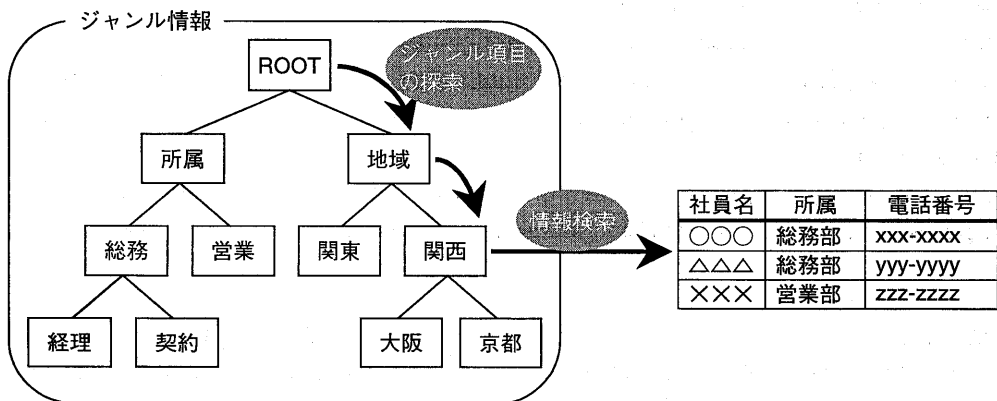 ジャンル情報
ROOT
ジャンル項目
の探索
所属
地域
総務
営業
関東
関西
情報検索
経理
契約
大阪
京都
社員名 所属 電話番号
○○○ 総務部 xxx-xxxx
△△△ 総務部 yyy-yyyy
××× 営業部 zzz-zzzz